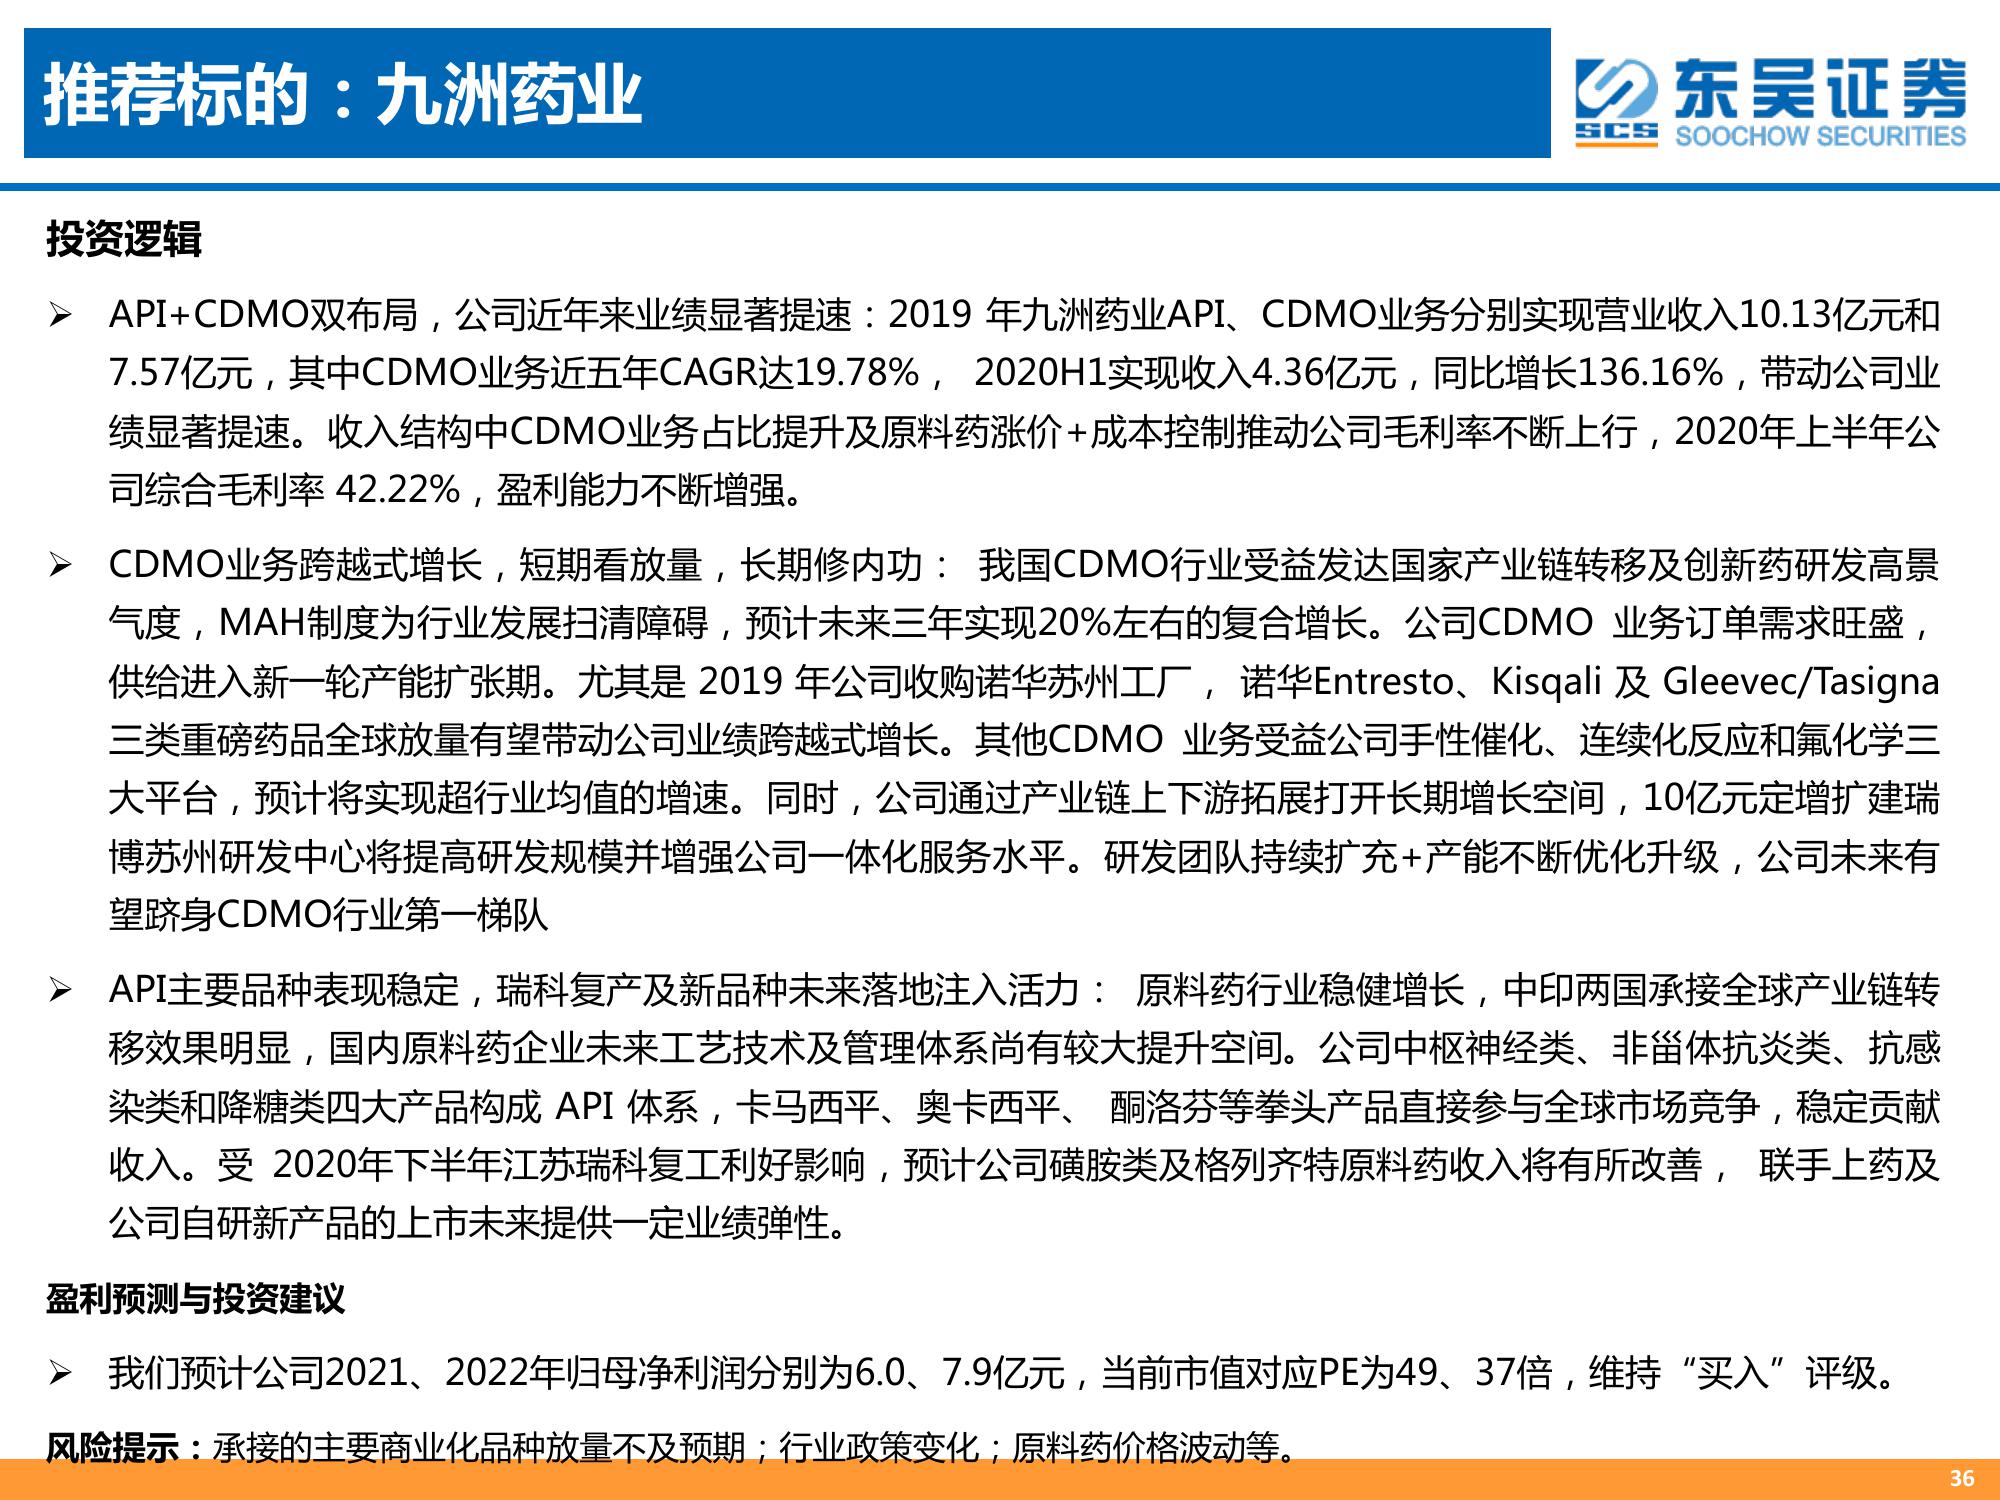 推荐标的：九洲药业
东吴证券
SCS
SOOCHOW SECURITIES
投资逻辑
➢ API+CDMO双布局，公司近年来业绩显著提速：2019 年九洲药业API、CDMO业务分别实现营业收入10.13亿元和
7.57亿元，其中CDMO业务近五年CAGR达19.78%， 2020H1实现收入4.36亿元，同比增长136.16%，带动公司业
绩显著提速。收入结构中CDMO业务占比提升及原料药涨价+成本控制推动公司毛利率不断上行，2020年上半年公
司综合毛利率 42.22%，盈利能力不断增强。
➢ CDMO业务跨越式增长，短期看放量，长期修内功： 我国CDMO行业受益发达国家产业链转移及创新药研发高景
气度，MAH制度为行业发展扫清障碍，预计未来三年实现20%左右的复合增长。公司CDMO 业务订单需求旺盛，
供给进入新一轮产能扩张期。尤其是 2019 年公司收购诺华苏州工厂， 诺华Entresto、Kisqali 及 Gleevec/Tasigna
三类重磅药品全球放量有望带动公司业绩跨越式增长。其他CDMO 业务受益公司手性催化、连续化反应和氟化学三
大平台，预计将实现超行业均值的增速。同时，公司通过产业链上下游拓展打开长期增长空间，10亿元定增扩建瑞
博苏州研发中心将提高研发规模并增强公司一体化服务水平。研发团队持续扩充+产能不断优化升级，公司未来有
望跻身CDMO行业第一梯队
➢ API主要品种表现稳定，瑞科复产及新品种未来落地注入活力： 原料药行业稳健增长，中印两国承接全球产业链转
移效果明显，国内原料药企业未来工艺技术及管理体系尚有较大提升空间。公司中枢神经类、非甾体抗炎类、抗感
染类和降糖类四大产品构成 API 体系，卡马西平、奥卡西平、 酮洛芬等拳头产品直接参与全球市场竞争，稳定贡献
收入。受 2020年下半年江苏瑞科复工利好影响，预计公司磺胺类及格列齐特原料药收入将有所改善， 联手上药及
公司自研新产品的上市未来提供一定业绩弹性。
盈利预测与投资建议
➢ 我们预计公司2021、2022年归母净利润分别为6.0、7.9亿元，当前市值对应PE为49、37倍，维持“买入”评级。
风险提示：承接的主要商业化品种放量不及预期；行业政策变化；原料药价格波动等。
36